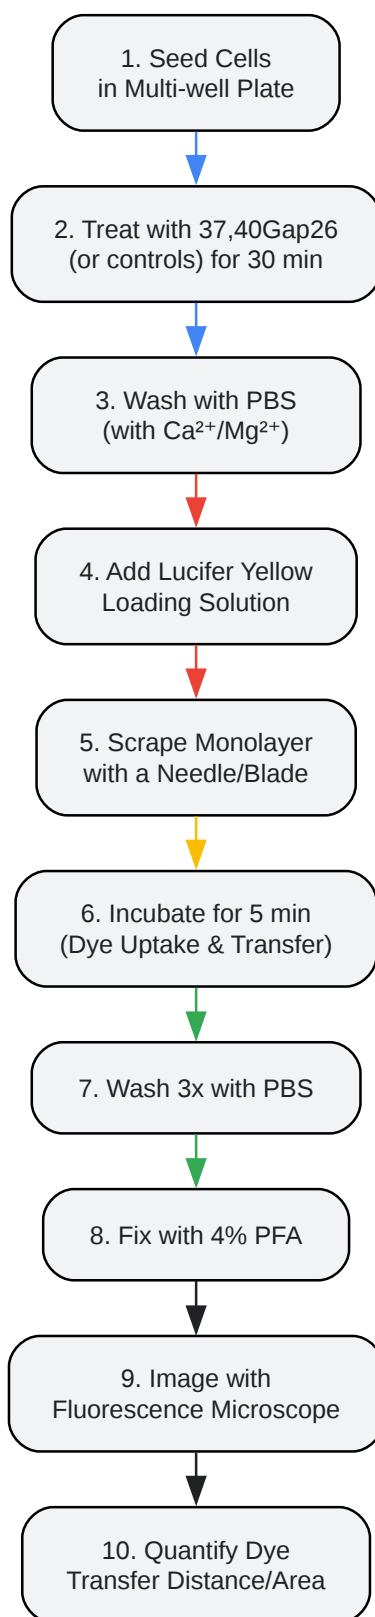 1. Seed Cells
in Multi-well Plate
2. Treat with 37,40Gap26
(or controls) for 30 min
3. Wash with PBS
(with Ca²⁺/Mg²⁺)
4. Add Lucifer Yellow
Loading Solution
5. Scrape Monolayer
with a Needle/Blade
6. Incubate for 5 min
(Dye Uptake & Transfer)
7. Wash 3x with PBS
8. Fix with 4% PFA
9. Image with
Fluorescence Microscope
10. Quantify Dye
Transfer Distance/Area